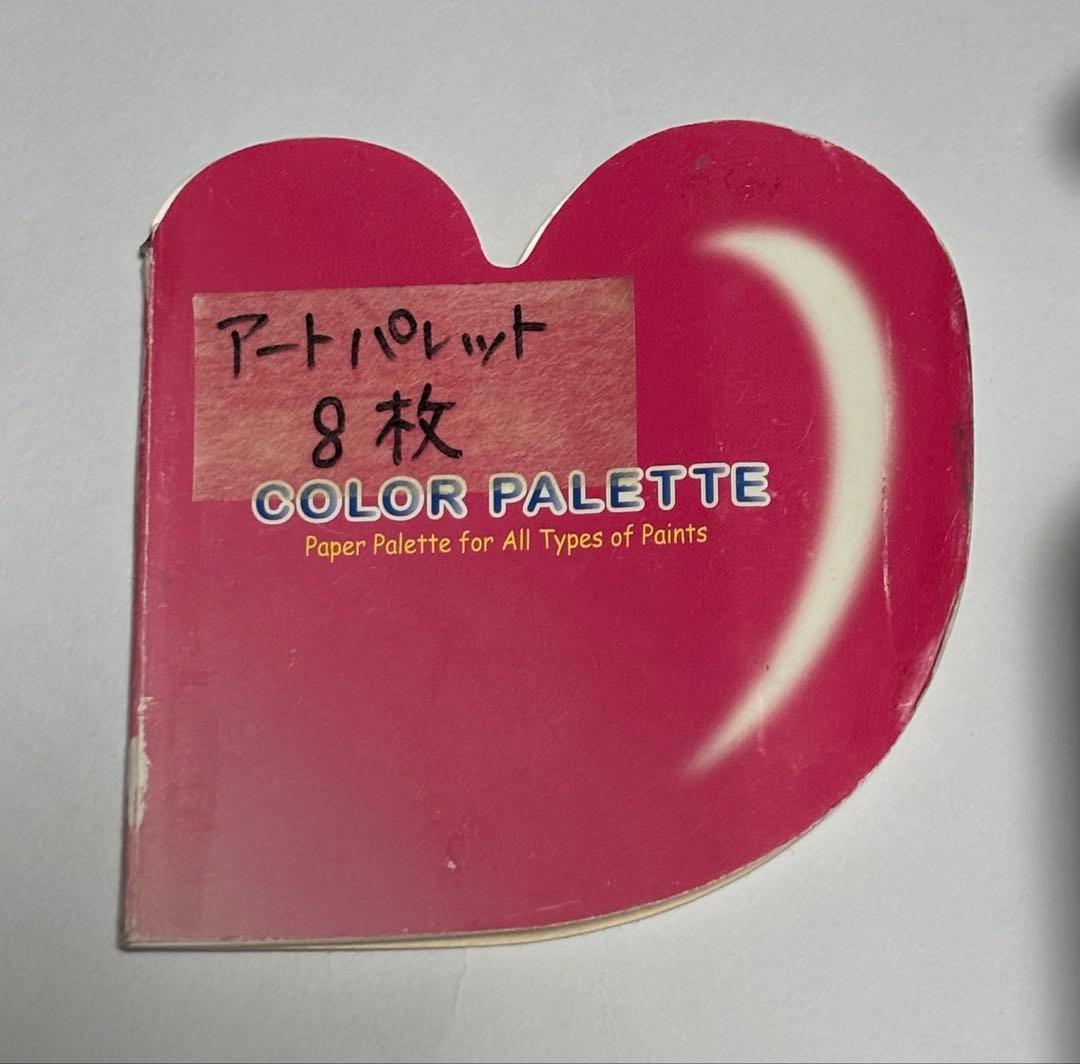 アートパレット
8枚
COLOR PALETTE
Paper Palette for All Types of Paints